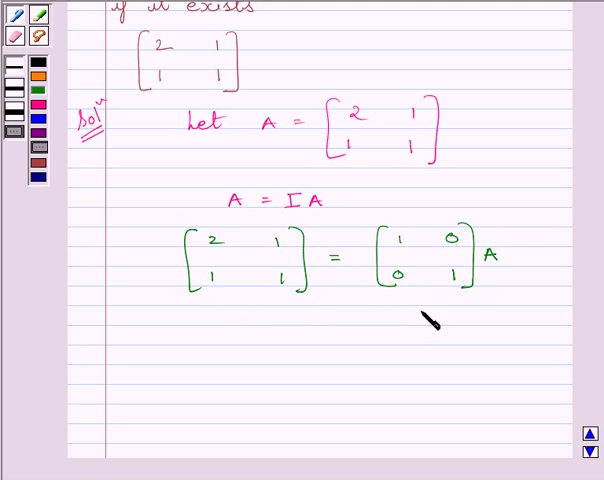 if it exists
[2 1
1 1]
Solⁿ Let A = [2 1
1 1]
A = IA
[2 1
1 1] = [1 0
0 1] A